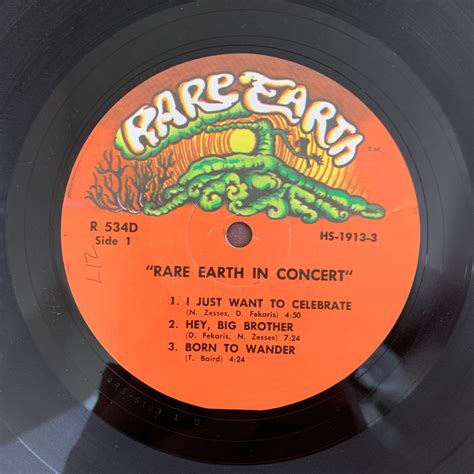 RARE EARTH
TM
R 534D
Side 1
HS-1913-3
"RARE EARTH IN CONCERT"
1. I JUST WANT TO CELEBRATE
(N. Zesses, D. Fekaris) 4:50
2. HEY, BIG BROTHER
(D. Fekaris, N. Zesses) 7:24
3. BORN TO WANDER
(T. Baird) 4:24